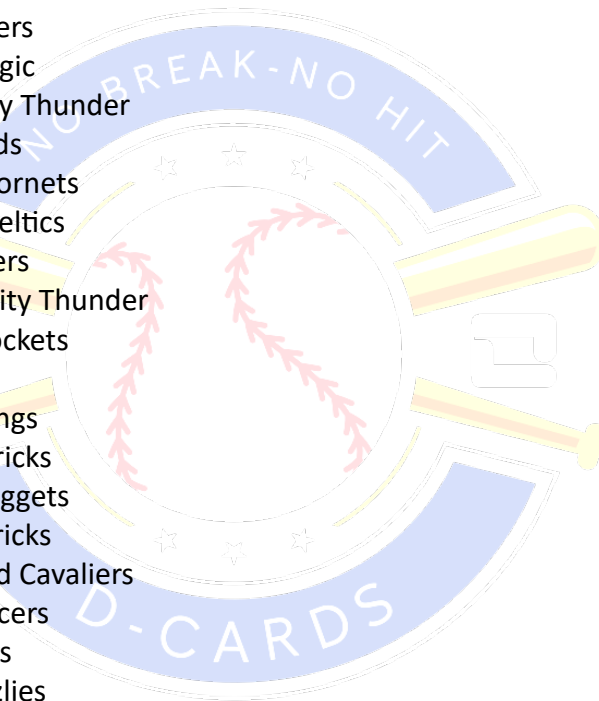 ers
gic
y Thunder
ds
ornets
eltics
ers
ity Thunder
ockets
ngs
ricks
ggets
ricks
d Cavaliers
cers
s
zlies
NO BREAK-NO HIT
D-CARDS